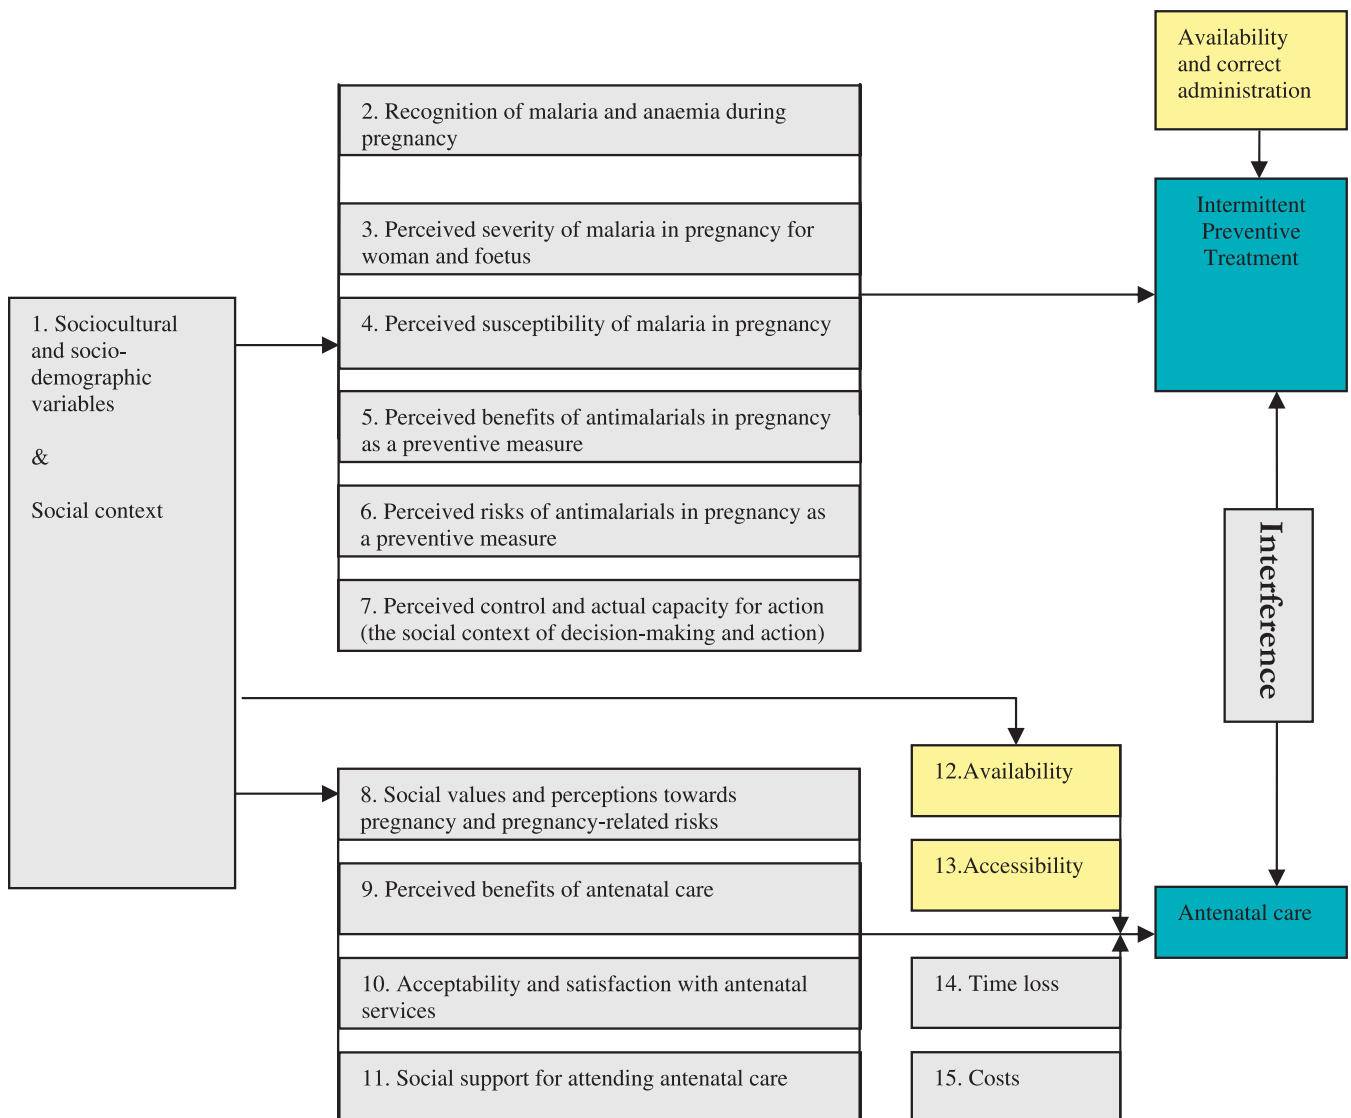 Availability
and correct
administration
2. Recognition of malaria and anaemia during
pregnancy
Intermittent
Preventive
Treatment
3. Perceived severity of malaria in pregnancy for
woman and foetus
1. Sociocultural
and socio-
demographic
variables
&
Social context
4. Perceived susceptibility of malaria in pregnancy
5. Perceived benefits of antimalarials in pregnancy
as a preventive measure
6. Perceived risks of antimalarials in pregnancy as
a preventive measure
7. Perceived control and actual capacity for action
(the social context of decision-making and action)
Interference
12.Availability
8. Social values and perceptions towards
pregnancy and pregnancy-related risks
13.Accessibility
9. Perceived benefits of antenatal care
Antenatal care
10. Acceptability and satisfaction with antenatal
services
14. Time loss
11. Social support for attending antenatal care
15. Costs